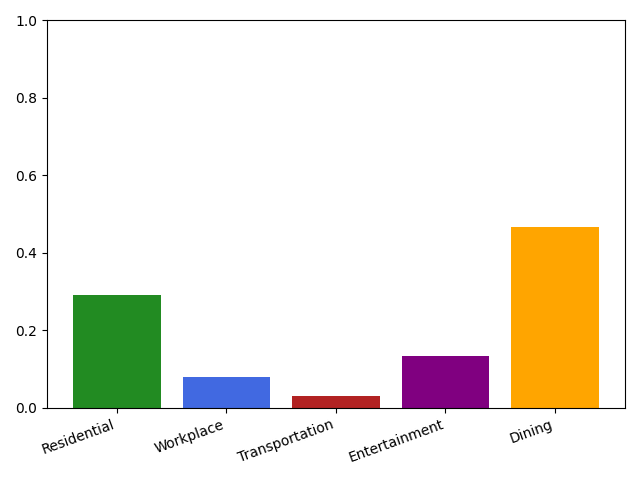 1.0
0.8
0.6
0.4
0.2
0.0
Residential
Workplace
Transportation
Entertainment
Dining